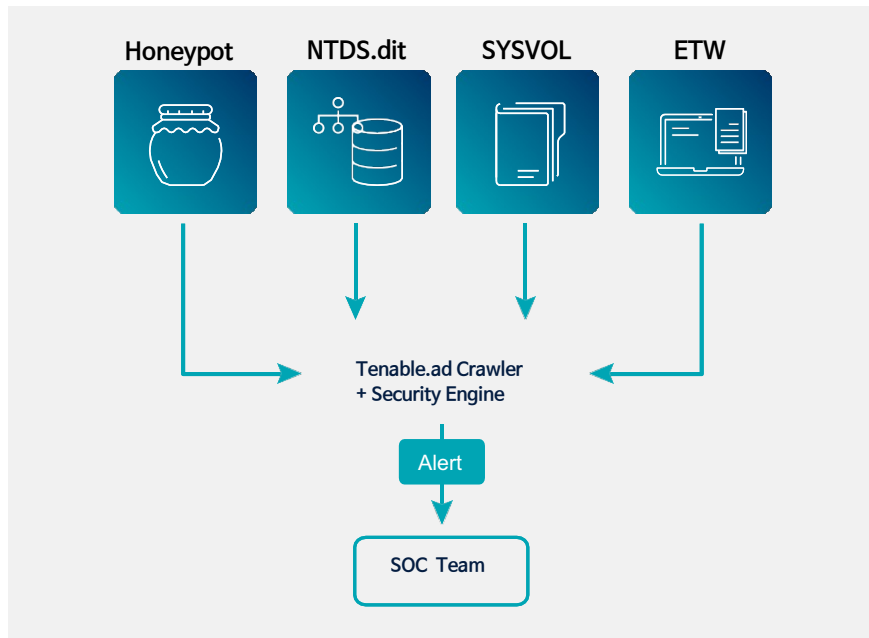 Honeypot
NTDS.dit
SYSVOL
ETW
Tenable.ad Crawler
+ Security Engine
Alert
SOC Team